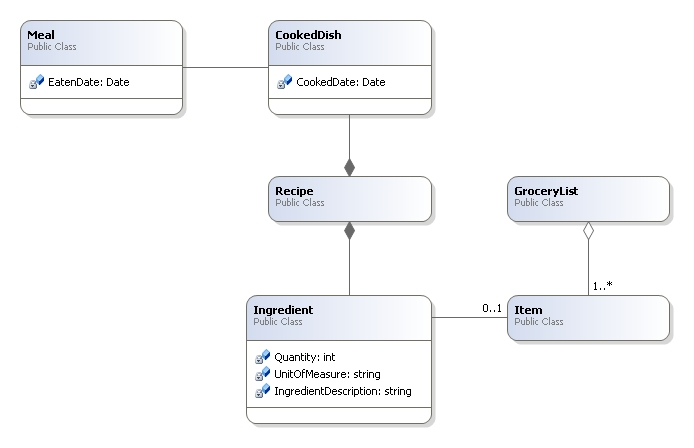 Meal
Public Class
EatenDate: Date
CookedDish
Public Class
CookedDate: Date
Recipe
Public Class
GroceryList
Public Class
1..*
Ingredient
Public Class
Quantity: int
UnitOfMeasure: string
IngredientDescription: string
0..1
Item
Public Class